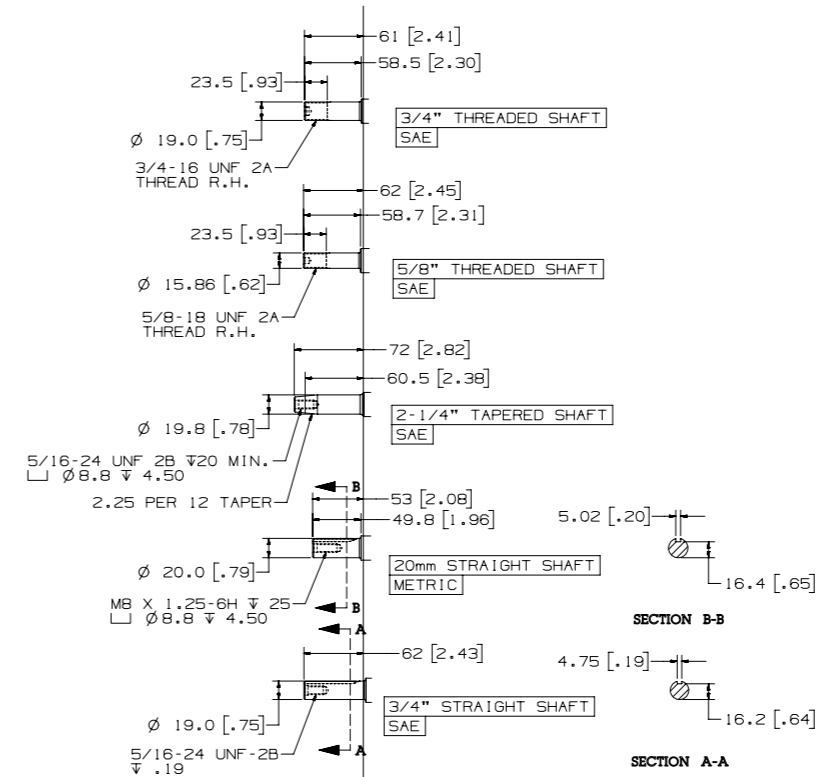 61 [2.41]
58.5 [2.30]
23.5 [.93]
3/4" THREADED SHAFT
SAE
Ø 19.0 [.75]
3/4-16 UNF 2A
THREAD R.H.
62 [2.45]
58.7 [2.31]
23.5 [.93]
5/8" THREADED SHAFT
SAE
Ø 15.86 [.62]
5/8-18 UNF 2A
THREAD R.H.
72 [2.82]
60.5 [2.38]
2-1/4" TAPERED SHAFT
SAE
Ø 19.8 [.78]
5/16-24 UNF 2B ↧20 MIN.
⌴ Ø8.8 ↧ 4.50
2.25 PER 12 TAPER
B
53 [2.08]
49.8 [1.96]
5.02 [.20]
Ø 20.0 [.79]
20mm STRAIGHT SHAFT
METRIC
16.4 [.65]
M8 X 1.25-6H ↧ 25
⌴ Ø8.8 ↧ 4.50
B
SECTION B-B
A
62 [2.43]
4.75 [.19]
3/4" STRAIGHT SHAFT
SAE
Ø 19.0 [.75]
16.2 [.64]
5/16-24 UNF-2B
↧ .19
A
SECTION A-A